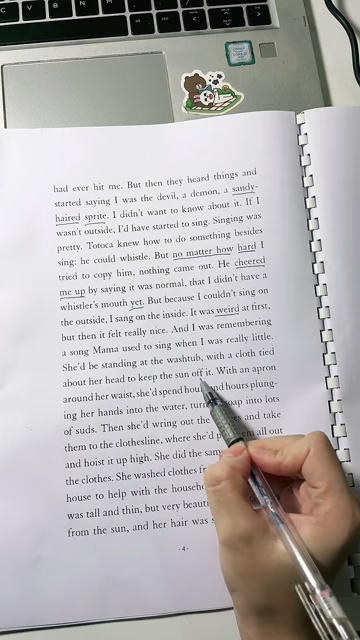 C V B N M < > ?
had ever hit me. But then they heard things and
started saying I was the devil, a demon, a sandy-
haired sprite. I didn't want to know about it. If I
wasn't outside, I'd have started to sing. Singing was
pretty. Totoca knew how to do something besides
sing: he could whistle. But no matter how hard I
tried to copy him, nothing came out. He cheered
me up by saying it was normal, that I didn't have a
whistler's mouth yet. But because I couldn't sing on
the outside, I sang on the inside. It was weird at first,
but then it felt really nice. And I was remembering
a song Mama used to sing when I was really little.
She'd be standing at the washtub, with a cloth tied
about her head to keep the sun off it. With an apron
around her waist, she'd spend hours and hours plung-
ing her hands into the water, soap into lots
of suds. Then she'd wring out the and take
them to the clothesline, where she'd all out
and hoist it up high. She did the
the clothes. She washed clothes
house to help with the
was tall and thin, but very
from the sun, and her hair was
· 4 ·